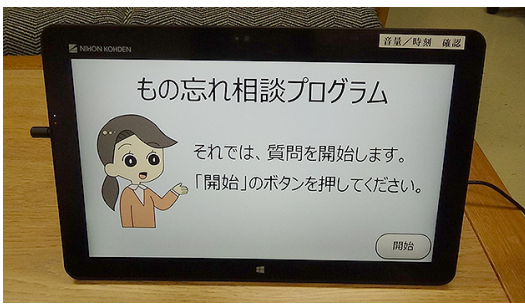 NIHON KOHDEN
音量／時刻 確認
もの忘れ相談プログラム
それでは、質問を開始します。
「開始」のボタンを押してください。
開始